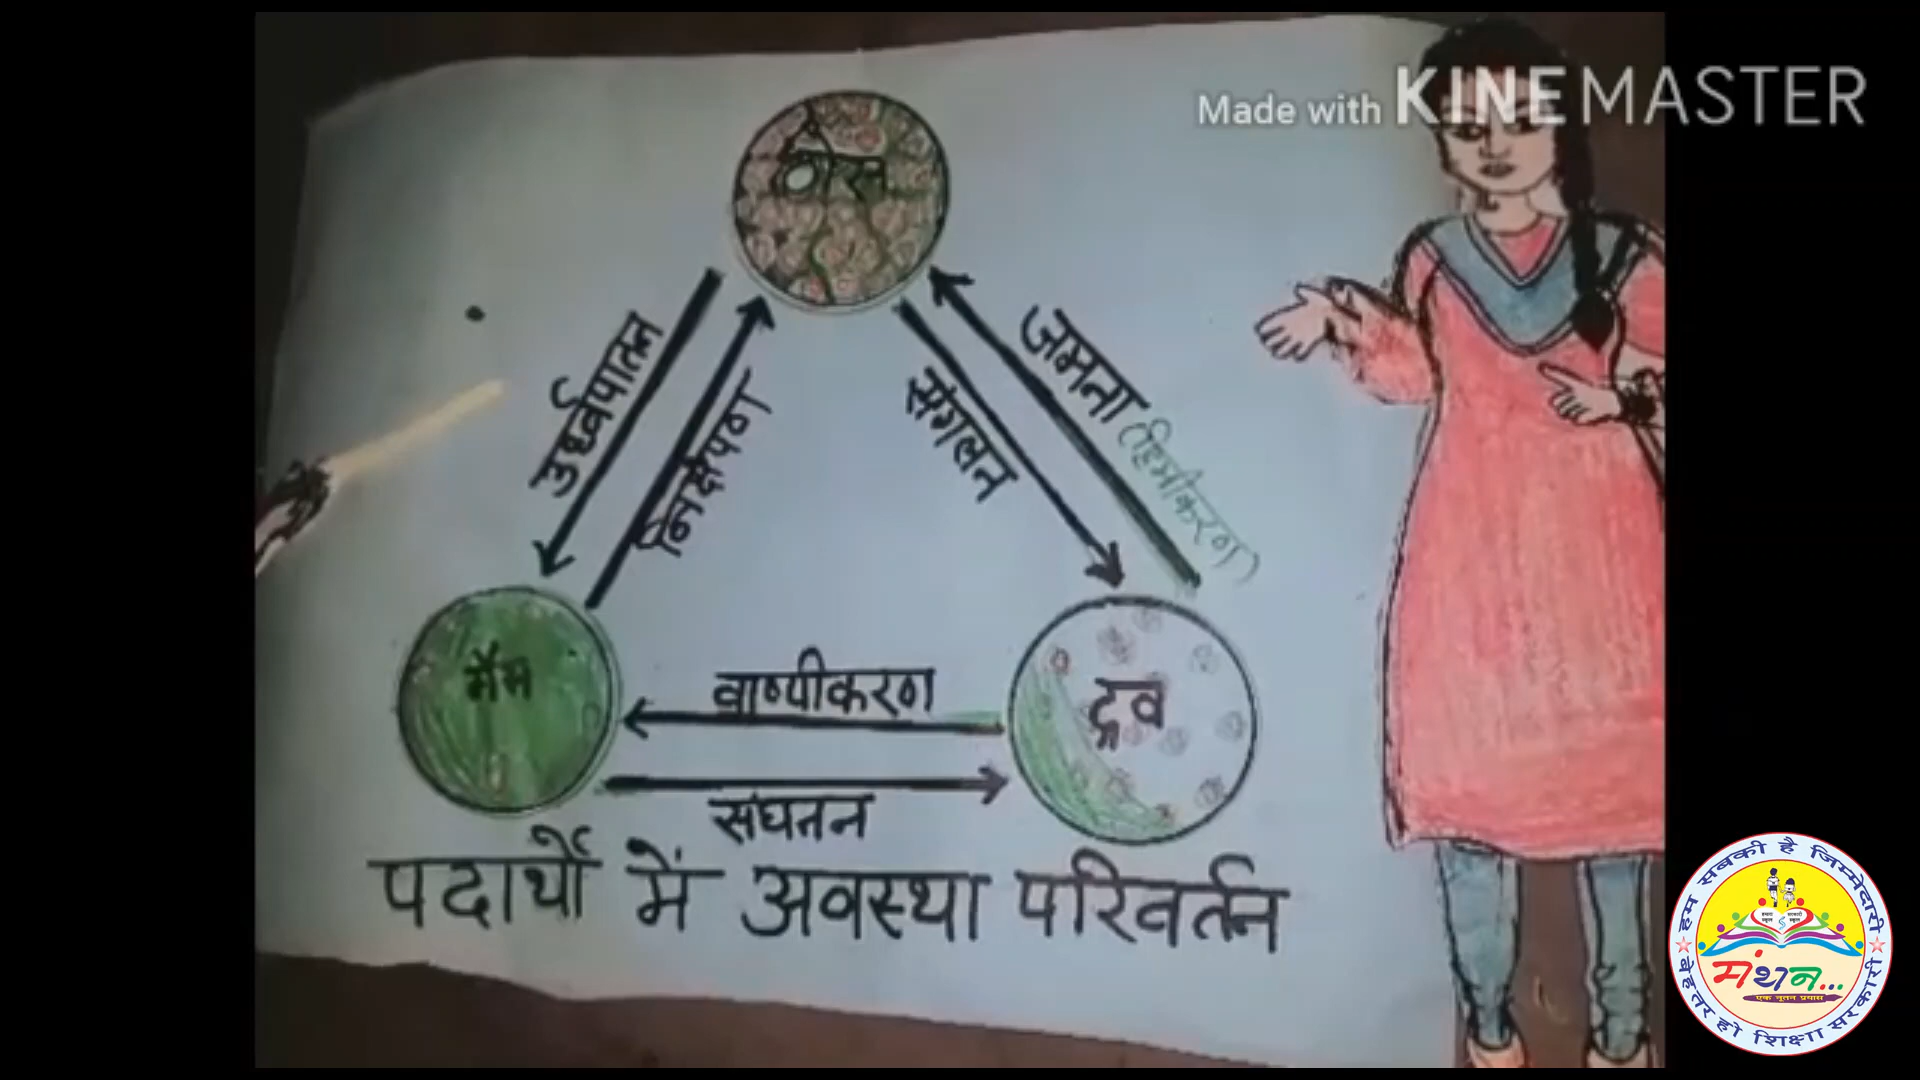 Made with KINEMASTER
ठोस
उर्ध्वपातन
निक्षेपण
संगलन
जमना (हिमीकरण)
गैस
वाष्पीकरण
द्रव
संघनन
पदार्थो में अवस्था परिवर्तन
हम सबकी है जिम्मेदारी
मंथन...
एक नूतन प्रयास
बेहतर हो शिक्षा सरकारी